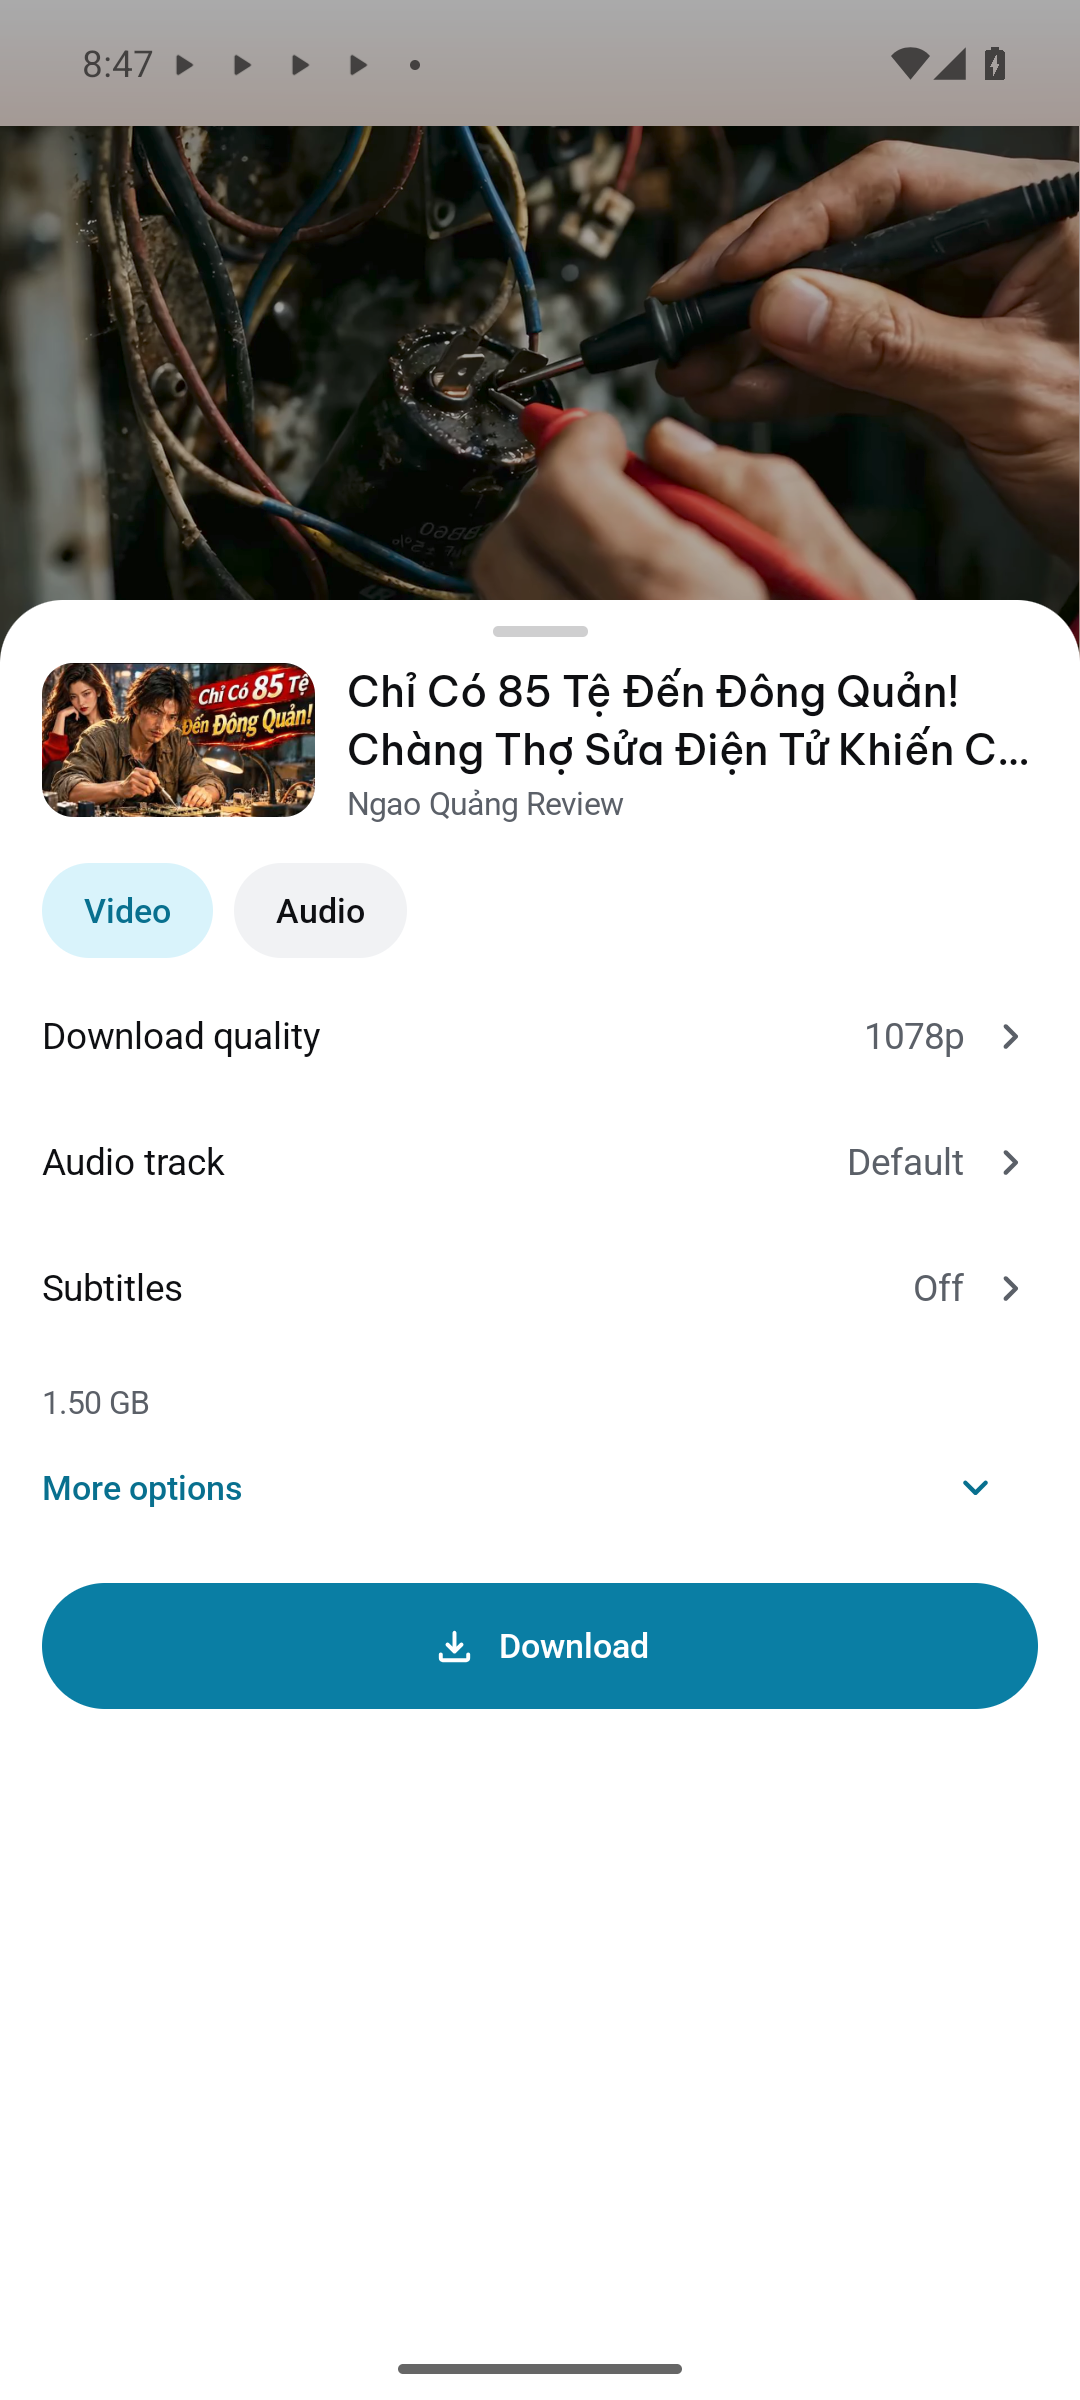 8:47
Chỉ Có 85 Tệ
Đến Đông Quản!
Chỉ Có 85 Tệ Đến Đông Quản!
Chàng Thợ Sửa Điện Tử Khiến C...
Ngao Quảng Review
Video
Audio
Download quality
1078p
Audio track
Default
Subtitles
Off
1.50 GB
More options
Download